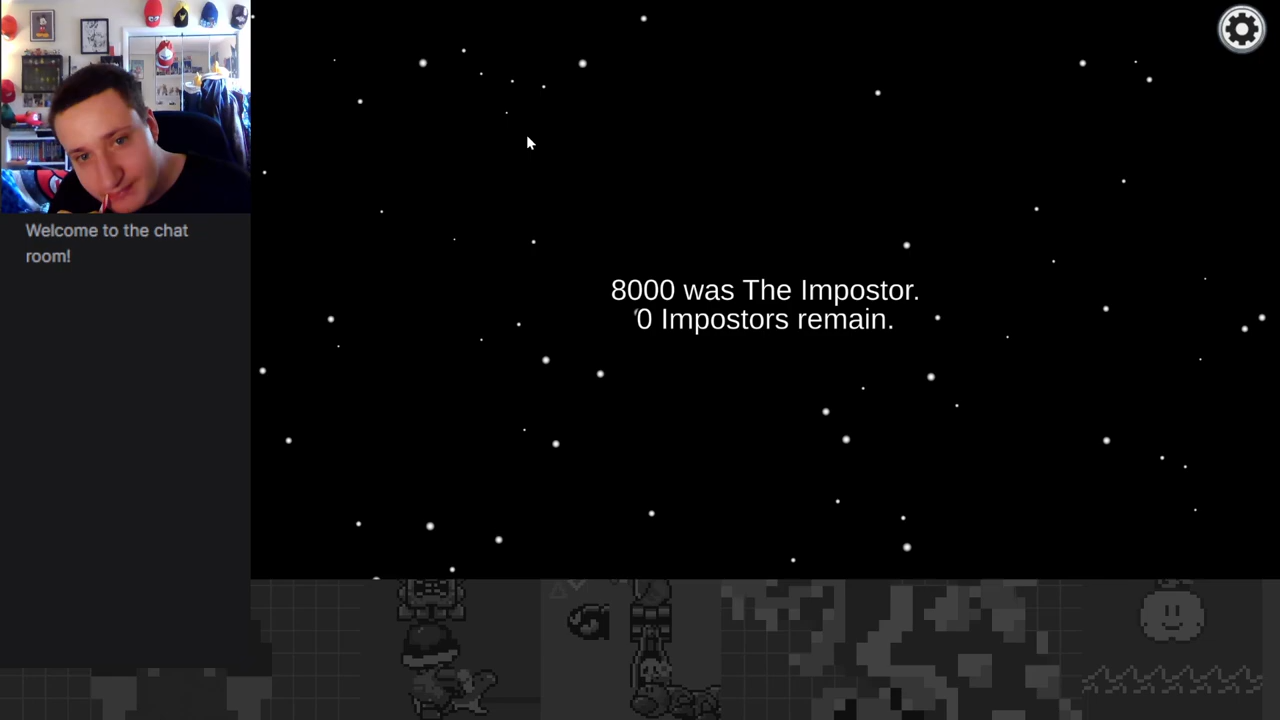 Welcome to the chat
room!
8000 was The Impostor.
0 Impostors remain.